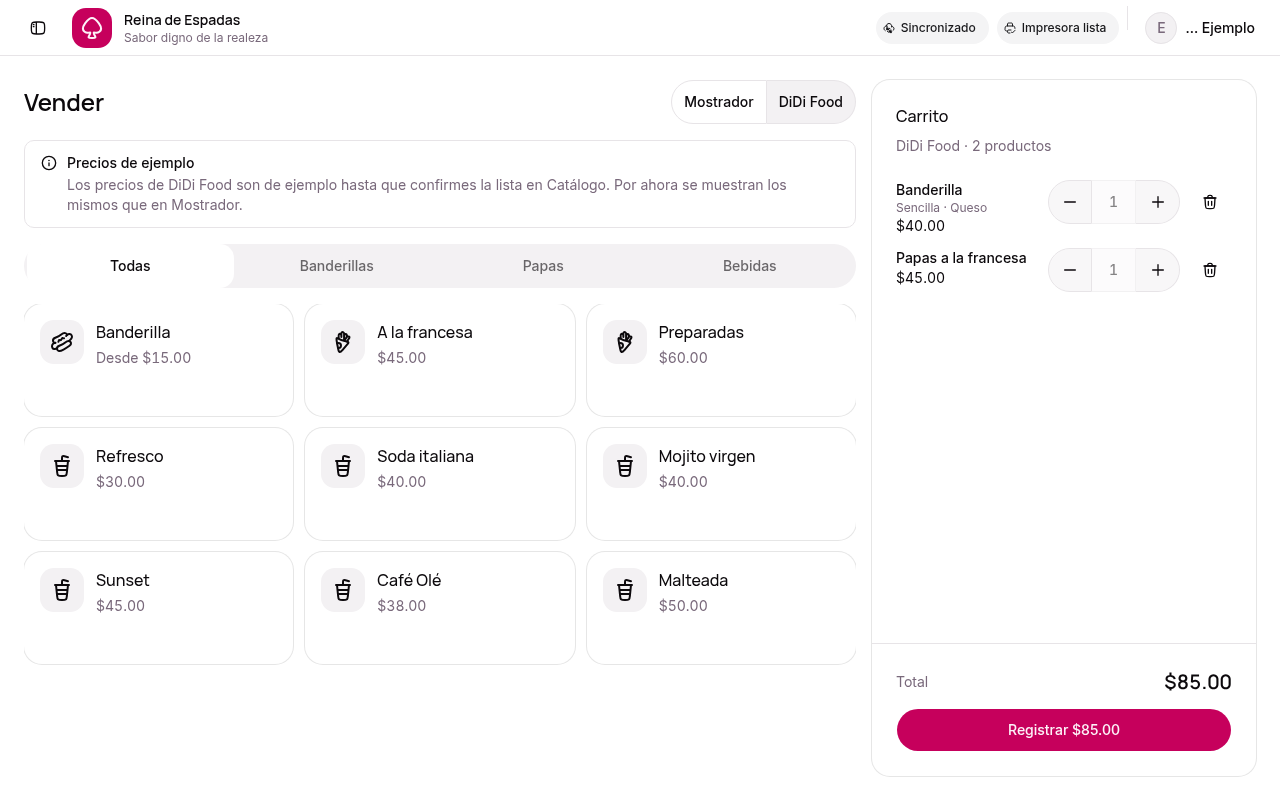 Reina de Espadas
Sabor digno de la realeza
Sincronizado
Impresora lista
E
... Ejemplo
Vender
Mostrador
DiDi Food
Precios de ejemplo
Los precios de DiDi Food son de ejemplo hasta que confirmes la lista en Catálogo. Por ahora se muestran los
mismos que en Mostrador.
Todas
Banderillas
Papas
Bebidas
Banderilla
Desde $15.00
A la francesa
$45.00
Preparadas
$60.00
Refresco
$30.00
Soda italiana
$40.00
Mojito virgen
$40.00
Sunset
$45.00
Café Olé
$38.00
Malteada
$50.00
Carrito
DiDi Food · 2 productos
Banderilla
Sencilla · Queso
$40.00
1
Papas a la francesa
$45.00
1
Total
$85.00
Registrar $85.00